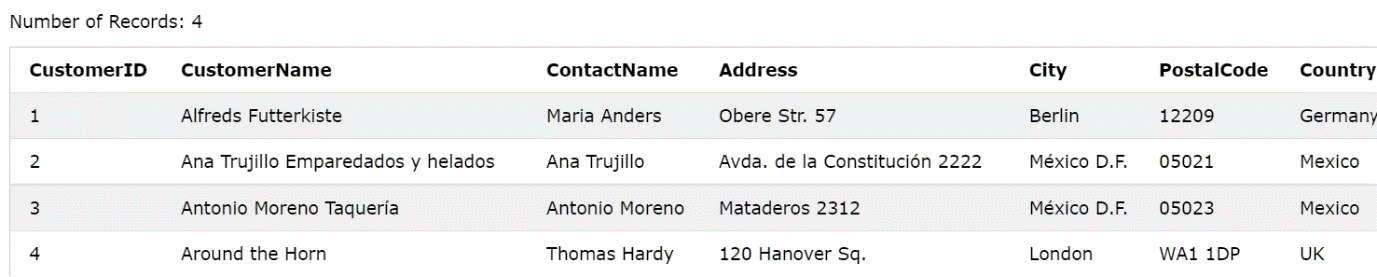 Number of Records: 4
CustomerID CustomerName ContactName Address City PostalCode Country
1 Alfreds Futterkiste Maria Anders Obere Str. 57 Berlin 12209 Germany
2 Ana Trujillo Emparedados y helados Ana Trujillo Avda. de la Constitución 2222 México D.F. 05021 Mexico
3 Antonio Moreno Taquería Antonio Moreno Mataderos 2312 México D.F. 05023 Mexico
4 Around the Horn Thomas Hardy 120 Hanover Sq. London WA1 1DP UK